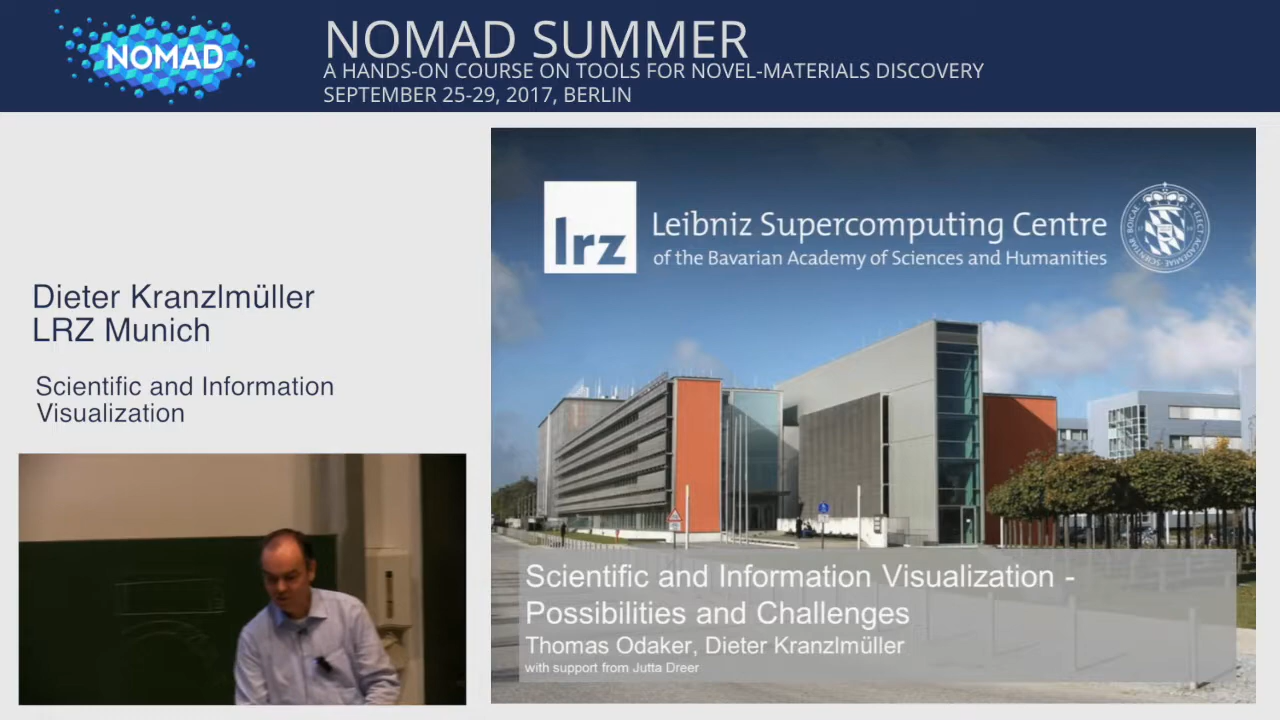 NOMAD
NOMAD SUMMER
A HANDS-ON COURSE ON TOOLS FOR NOVEL-MATERIALS DISCOVERY
SEPTEMBER 25-29, 2017, BERLIN
Dieter Kranzlmüller
LRZ Munich
Scientific and Information
Visualization
lrz
Leibniz Supercomputing Centre
of the Bavarian Academy of Sciences and Humanities
Scientific and Information Visualization -
Possibilities and Challenges
Thomas Odaker, Dieter Kranzlmüller
with support from Jutta Dreer